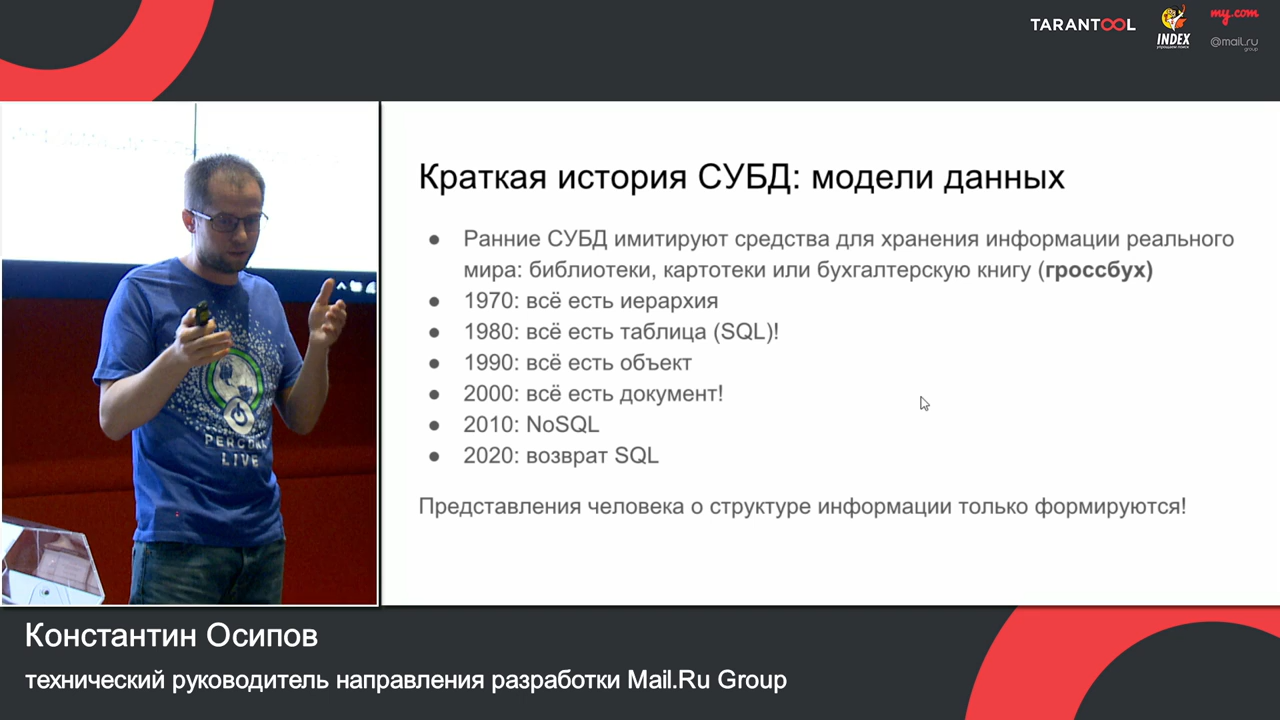 TARANTOOL
INDEX
my.com
@mail.ru
group
Краткая история СУБД: модели данных
● Ранние СУБД имитируют средства для хранения информации реального
мира: библиотеки, картотеки или бухгалтерскую книгу (гроссбух)
● 1970: всё есть иерархия
● 1980: всё есть таблица (SQL)!
● 1990: всё есть объект
● 2000: всё есть документ!
● 2010: NoSQL
● 2020: возврат SQL
Представления человека о структуре информации только формируются!
PERCONA
LIVE
Константин Осипов
технический руководитель направления разработки Mail.Ru Group